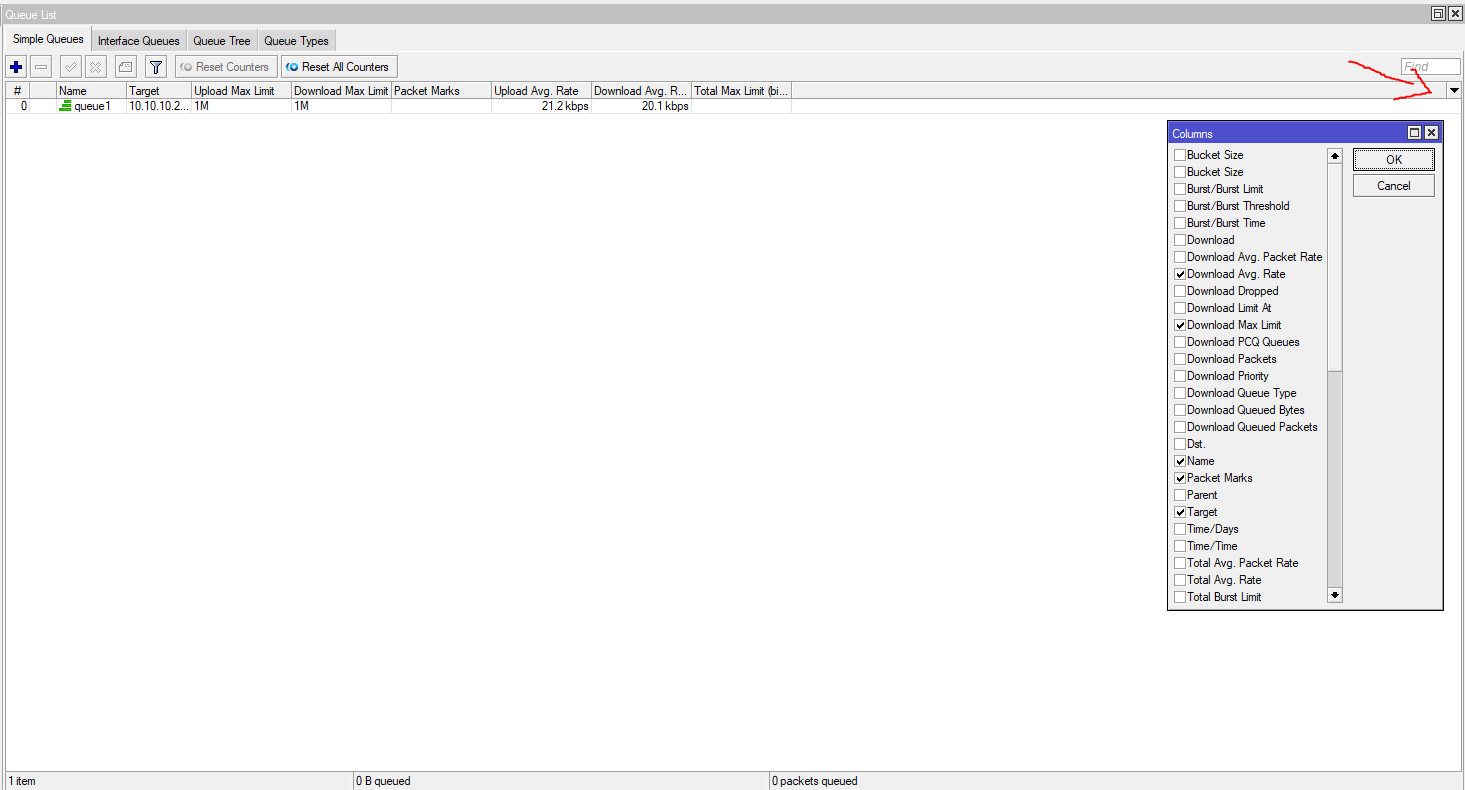 Queue List
Simple Queues Interface Queues Queue Tree Queue Types
Reset Counters Reset All Counters Find
# Name Target Upload Max Limit Download Max Limit Packet Marks Upload Avg. Rate Download Avg. R... Total Max Limit (bi...
0 queue1 10.10.10.2... 1M 1M 21.2 kbps 20.1 kbps
Columns
Bucket Size
Bucket Size
Burst/Burst Limit
Burst/Burst Threshold
Burst/Burst Time
Download
Download Avg. Packet Rate
Download Avg. Rate
Download Dropped
Download Limit At
Download Max Limit
Download PCQ Queues
Download Packets
Download Priority
Download Queue Type
Download Queued Bytes
Download Queued Packets
Dst.
Name
Packet Marks
Parent
Target
Time/Days
Time/Time
Total Avg. Packet Rate
Total Avg. Rate
Total Burst Limit
OK
Cancel
1 item 0 B queued 0 packets queued